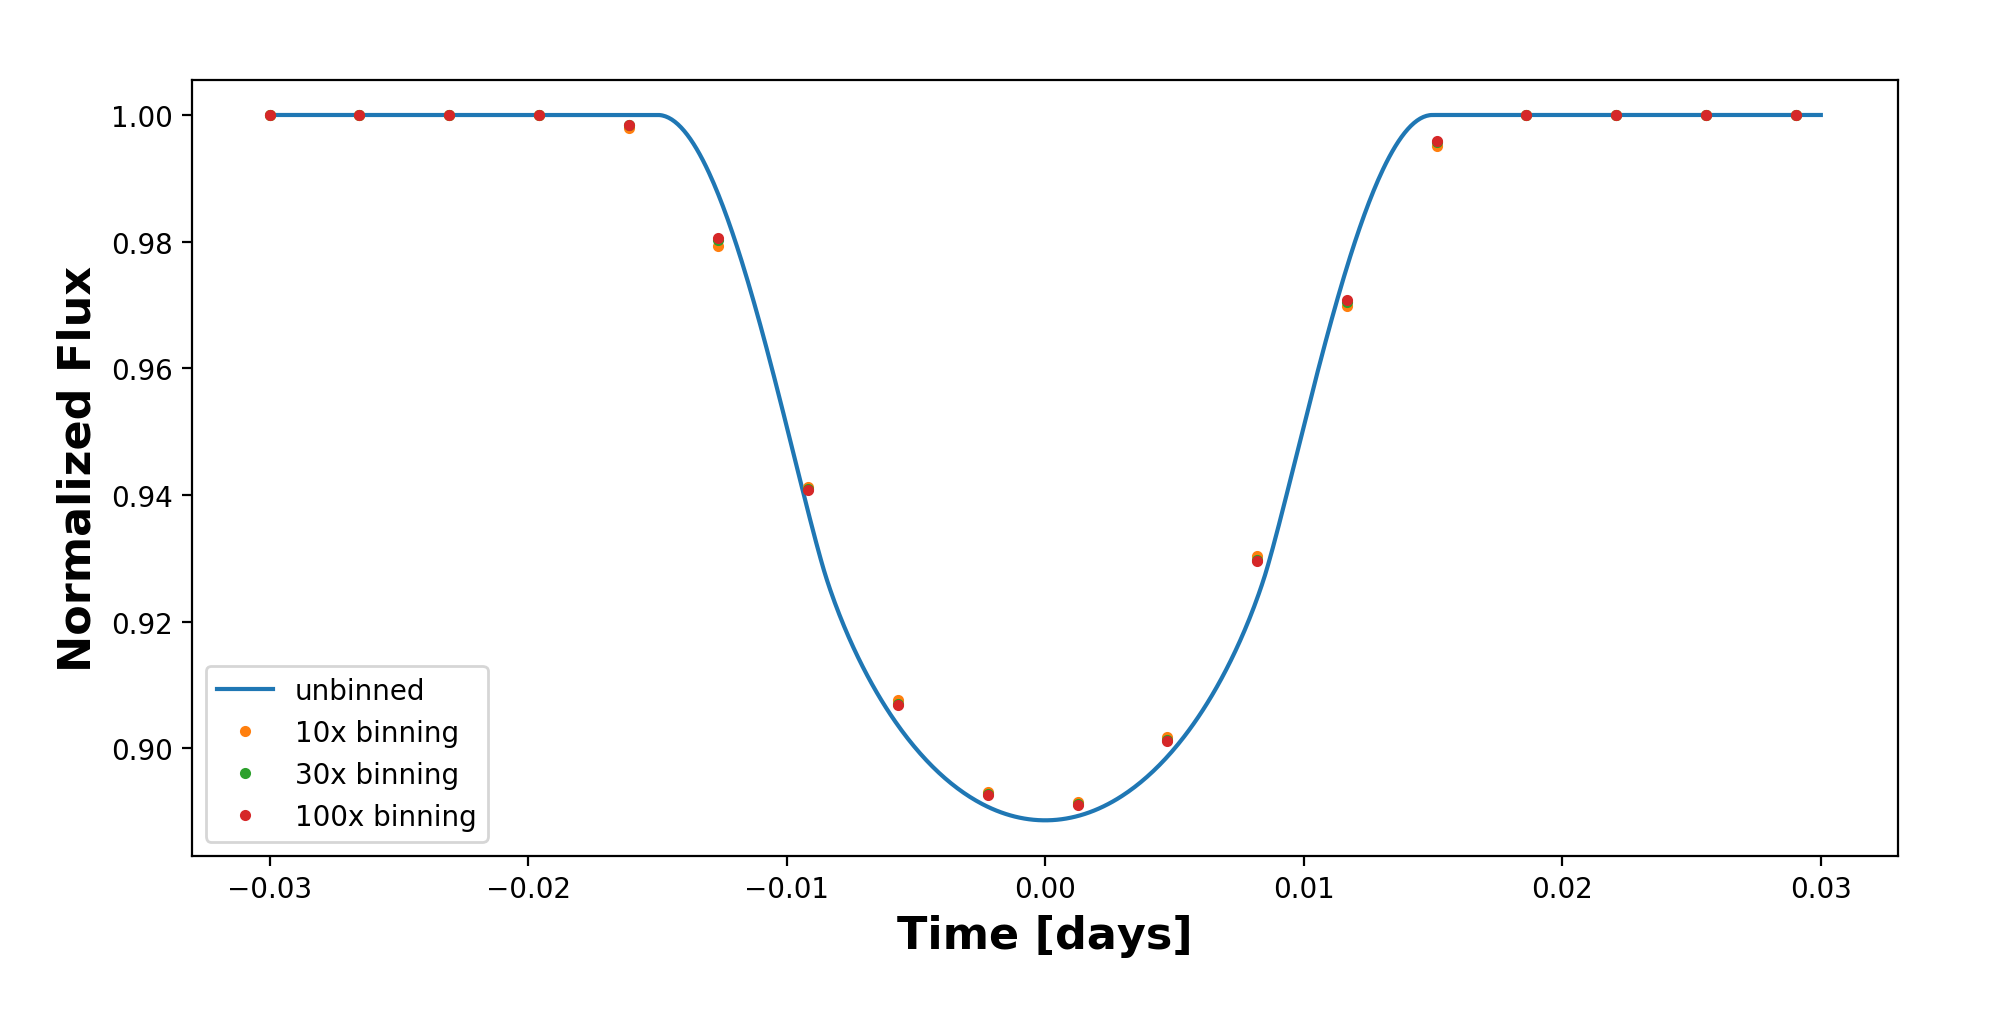 1.00
0.98
0.96
0.94
0.92
0.90
Normalized Flux
unbinned
10x binning
30x binning
100x binning
−0.03 −0.02 −0.01 0.00 0.01 0.02 0.03
Time [days]